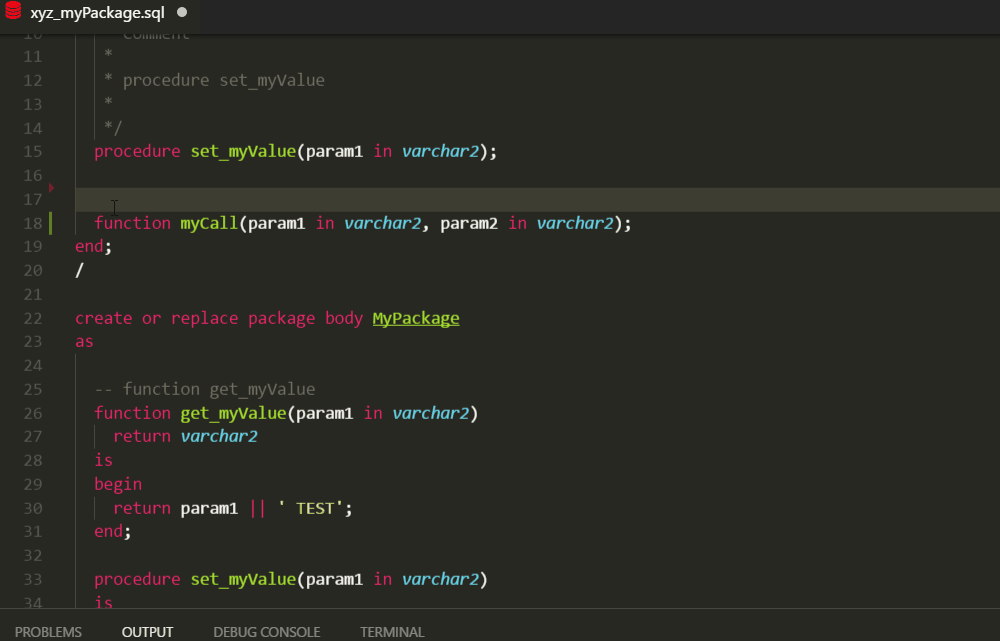 xyz_myPackage.sql
10 comment
11 *
12 * procedure set_myValue
13 *
14 */
15 procedure set_myValue(param1 in varchar2);
16
17
18 function myCall(param1 in varchar2, param2 in varchar2);
19 end;
20 /
21
22 create or replace package body MyPackage
23 as
24
25 -- function get_myValue
26 function get_myValue(param1 in varchar2)
27 return varchar2
28 is
29 begin
30 return param1 || ' TEST';
31 end;
32
33 procedure set_myValue(param1 in varchar2)
34 is
PROBLEMS OUTPUT DEBUG CONSOLE TERMINAL